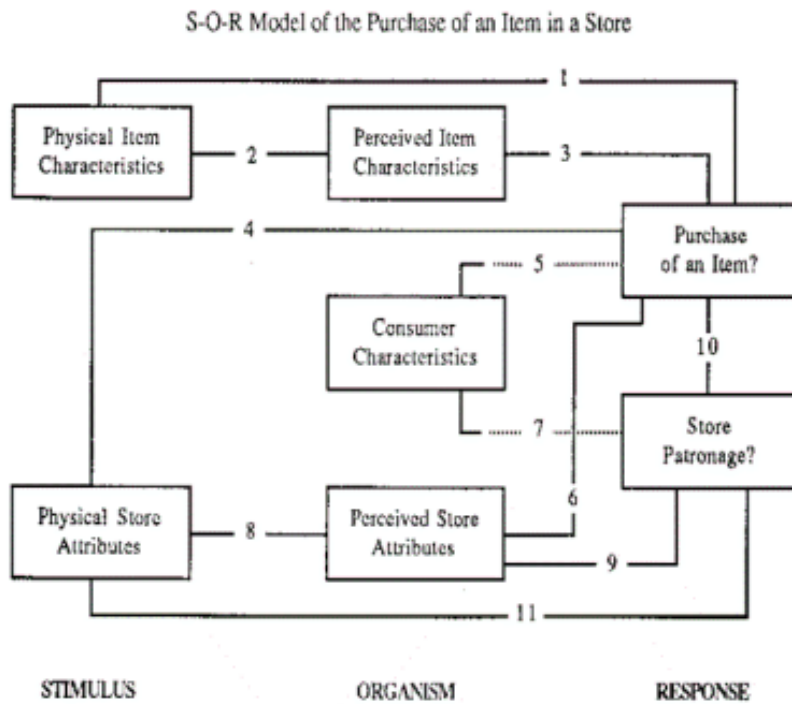 S-O-R Model of the Purchase of an Item in a Store
1
Physical Item
Characteristics
2
Perceived Item
Characteristics
3
4
Purchase
of an Item?
5
Consumer
Characteristics
10
7
Store
Patronage?
6
Physical Store
Attributes
8
Perceived Store
Attributes
9
11
STIMULUS
ORGANISM
RESPONSE